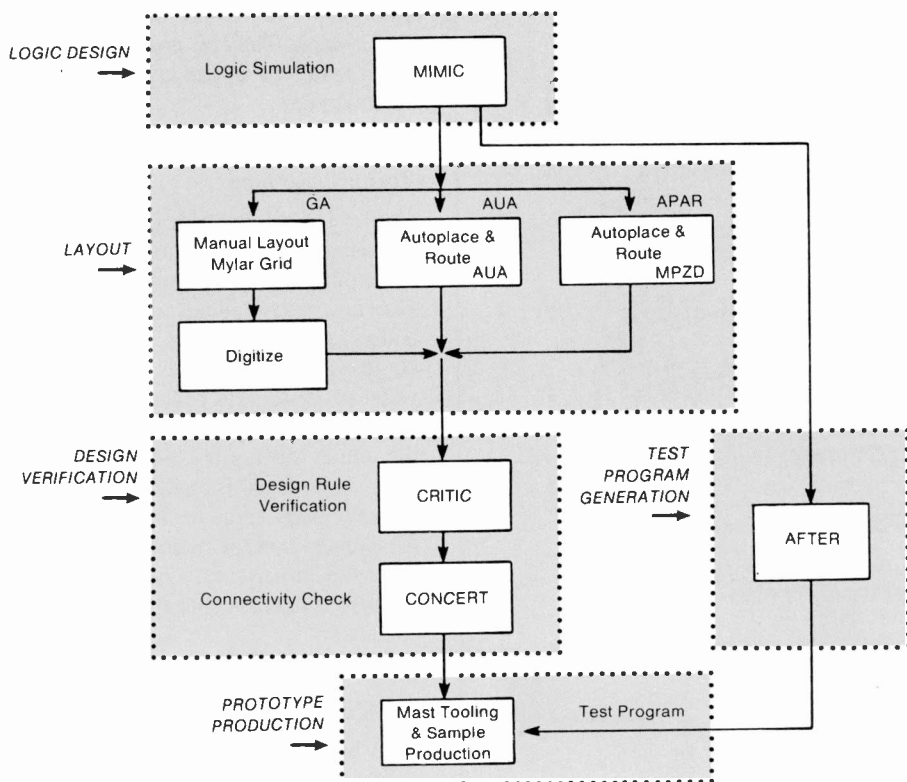 LOGIC DESIGN
Logic Simulation
MIMIC
GA
AUA
APAR
LAYOUT
Manual Layout
Mylar Grid
Autoplace &
Route
AUA
Autoplace &
Route
MPZD
Digitize
DESIGN
VERIFICATION
Design Rule
Verification
CRITIC
TEST
PROGRAM
GENERATION
AFTER
Connectivity Check
CONCERT
PROTOTYPE
PRODUCTION
Mast Tooling
& Sample
Production
Test Program